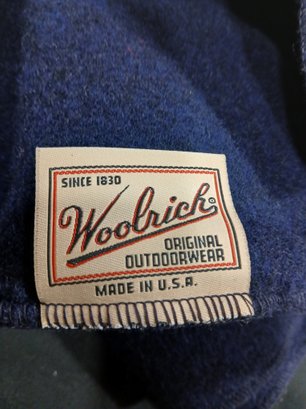 SINCE 1830
Woolrich®
ORIGINAL
OUTDOORWEAR
MADE IN U.S.A.